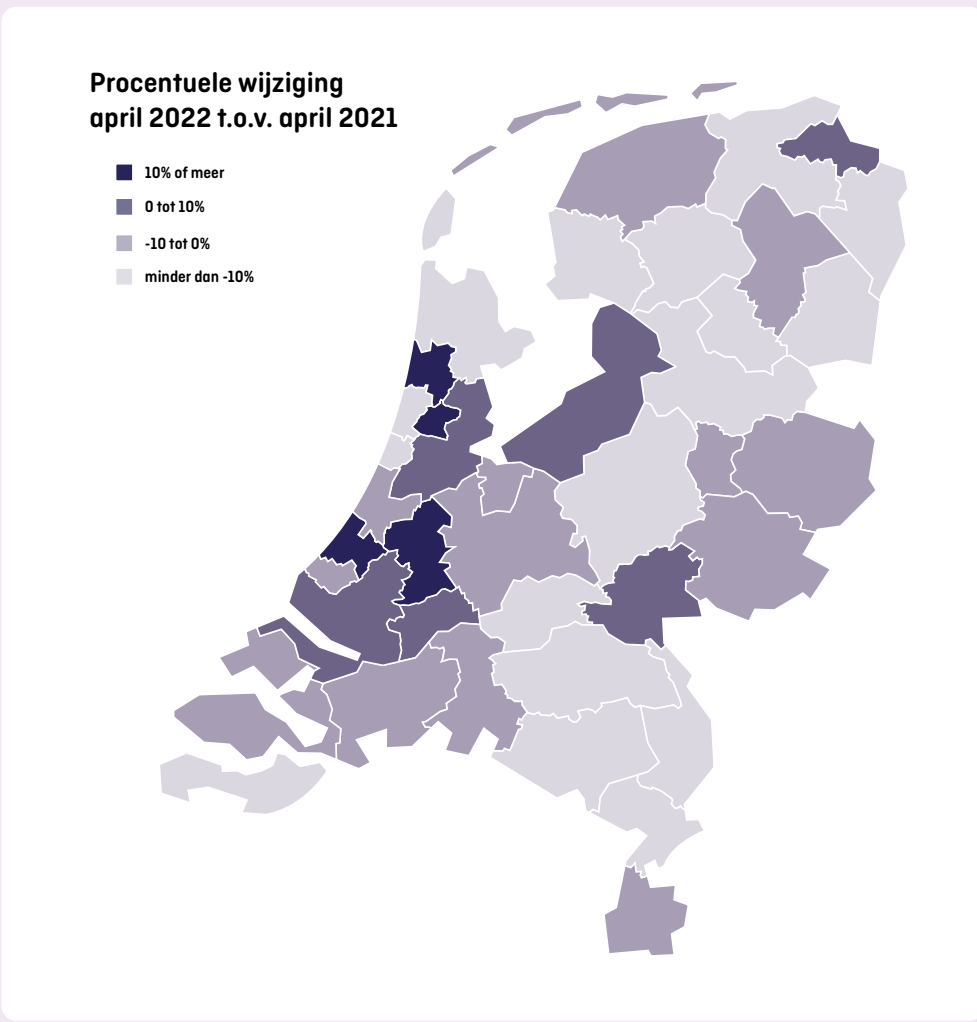 Procentuele wijziging
april 2022 t.o.v. april 2021
10% of meer
0 tot 10%
-10 tot 0%
minder dan -10%